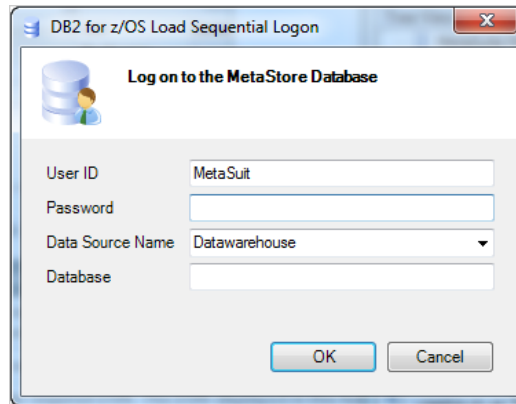 DB2 for z/OS Load Sequential Logon
Log on to the MetaStore Database
User ID MetaSuit
Password
Data Source Name Datawarehouse
Database
OK Cancel